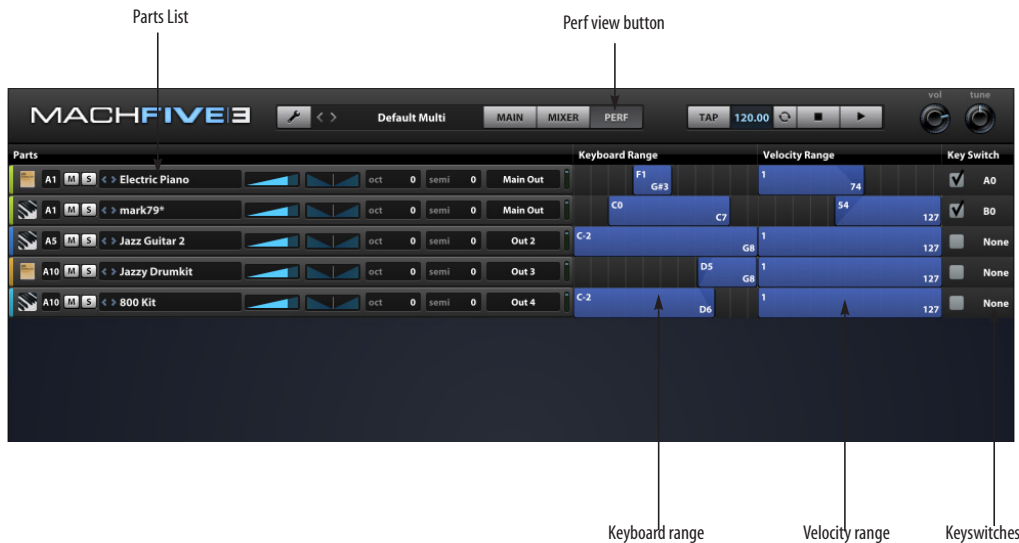 Parts List
Perf view button
MACHFIVE 3
Default Multi
MAIN MIXER PERF
TAP 120.00
vol tune
Parts Keyboard Range Velocity Range Key Switch
A1 M S < > Electric Piano oct 0 semi 0 Main Out F1 G#3 1 74 A0
A1 M S < > mark79* oct 0 semi 0 Main Out C0 C7 54 127 B0
A5 M S < > Jazz Guitar 2 oct 0 semi 0 Out 2 C-2 G8 1 127 None
A10 M S < > Jazzy Drumkit oct 0 semi 0 Out 3 D5 G8 1 127 None
A10 M S < > 800 Kit oct 0 semi 0 Out 4 C-2 D6 1 127 None
Keyboard range Velocity range Keyswitches